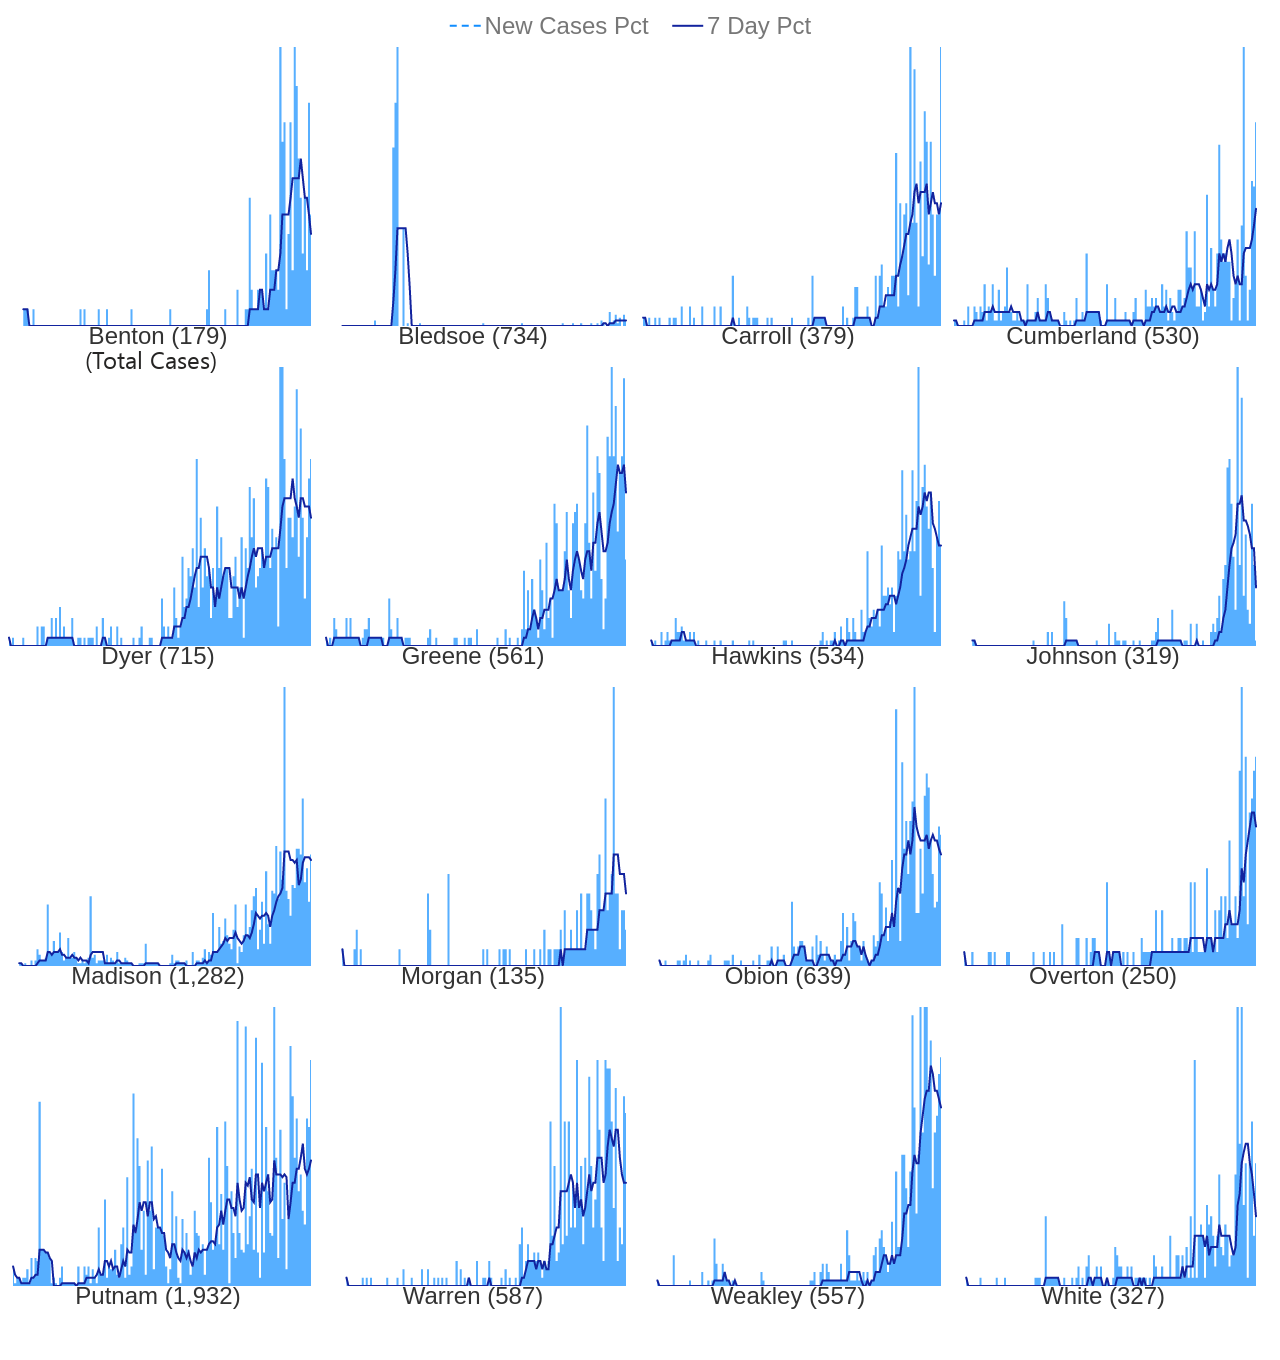 New Cases Pct 7 Day Pct
Benton (179) Bledsoe (734) Carroll (379) Cumberland (530)
(Total Cases)
Dyer (715) Greene (561) Hawkins (534) Johnson (319)
Madison (1,282) Morgan (135) Obion (639) Overton (250)
Putnam (1,932) Warren (587) Weakley (557) White (327)